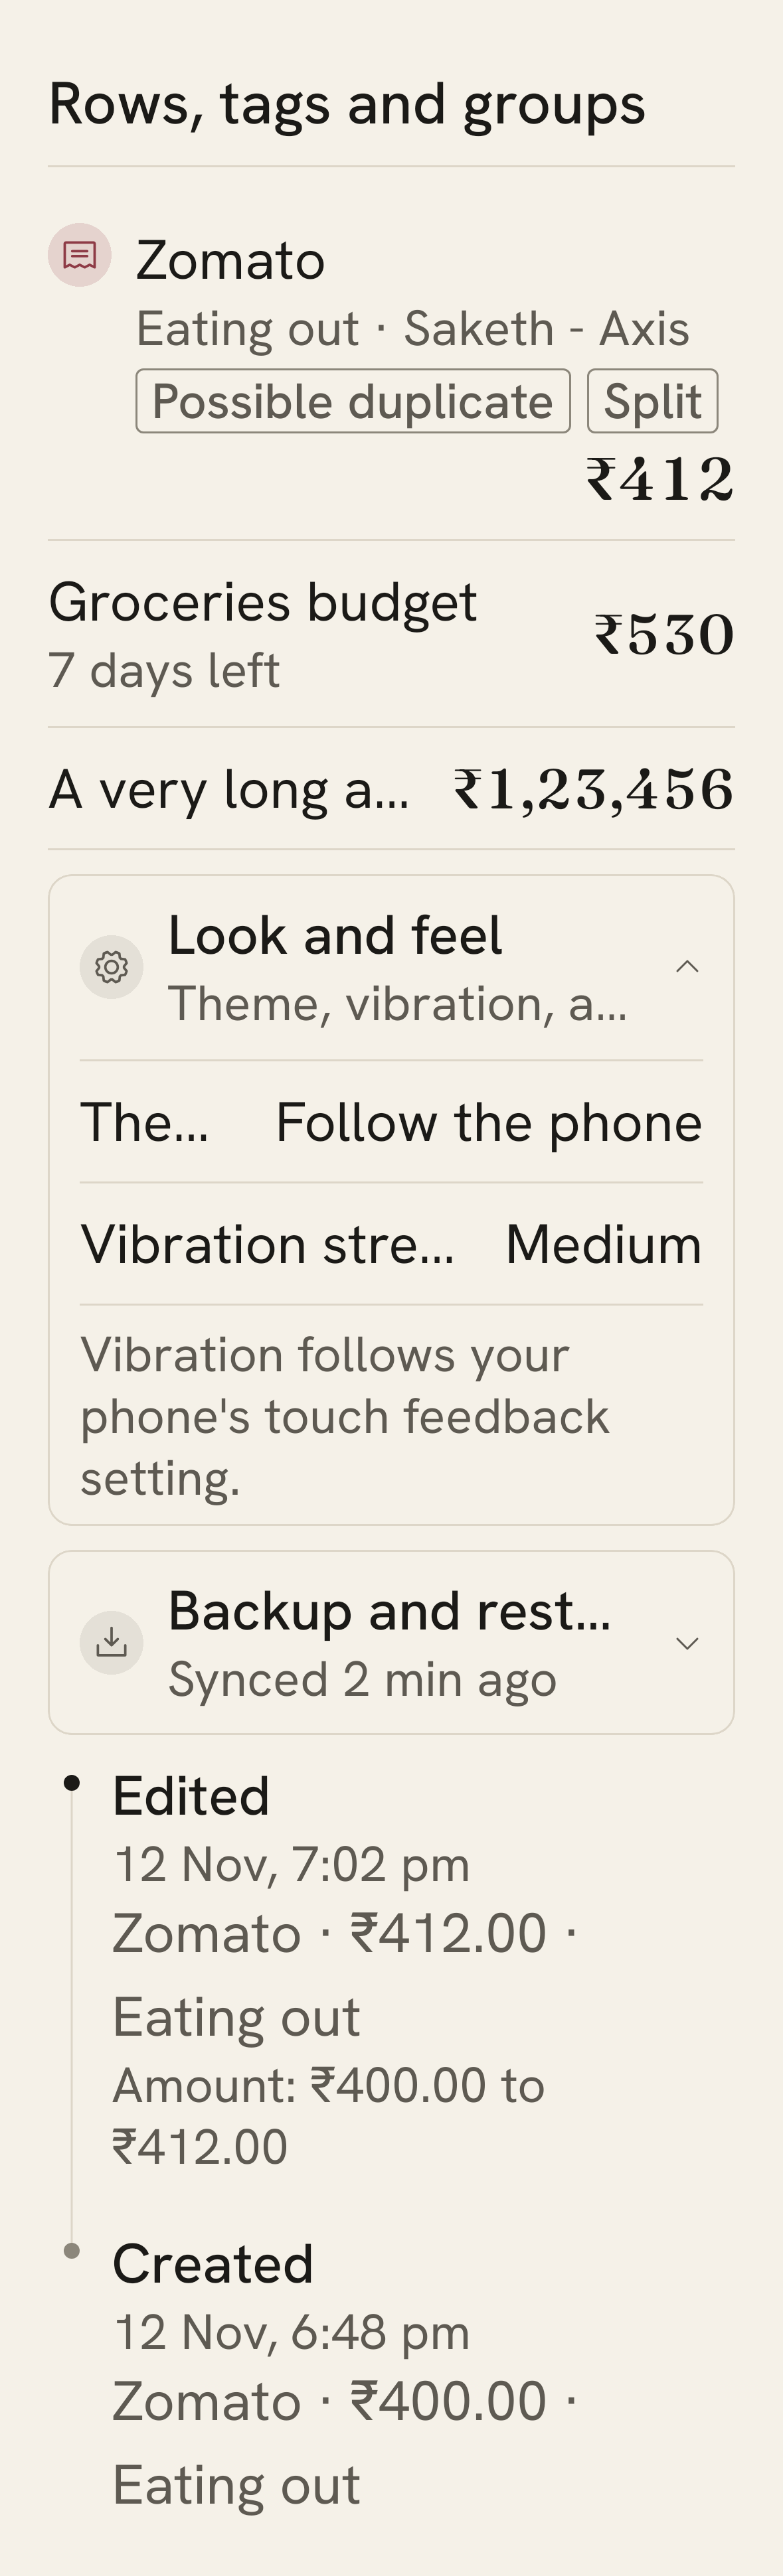 Rows, tags and groups
Zomato
Eating out · Saketh - Axis
Possible duplicate Split
₹412
Groceries budget
7 days left
₹530
A very long a... ₹1,23,456
Look and feel
Theme, vibration, a...
The... Follow the phone
Vibration stre... Medium
Vibration follows your
phone's touch feedback
setting.
Backup and rest...
Synced 2 min ago
Edited
12 Nov, 7:02 pm
Zomato · ₹412.00 ·
Eating out
Amount: ₹400.00 to
₹412.00
Created
12 Nov, 6:48 pm
Zomato · ₹400.00 ·
Eating out